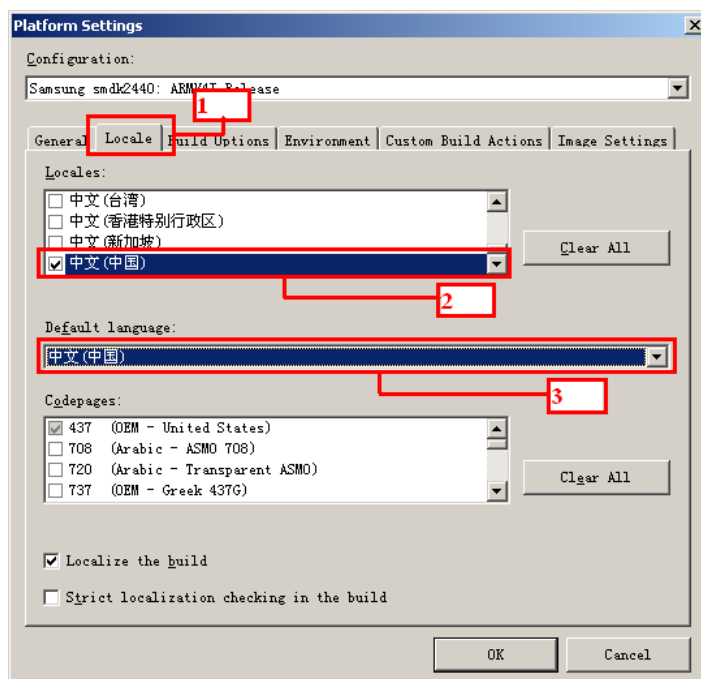 Platform Settings
Configuration:
Samsung smdk2440: ARMV4I Release
1
General Locale Build Options Environment Custom Build Actions Image Settings
Locales:
中文(台湾)
中文(香港特别行政区)
中文(新加坡)
中文(中国)
Clear All
2
Default language:
中文(中国)
3
Codepages:
437 (OEM - United States)
708 (Arabic - ASMO 708)
720 (Arabic - Transparent ASMO)
737 (OEM - Greek 437G)
Clear All
Localize the build
Strict localization checking in the build
OK Cancel